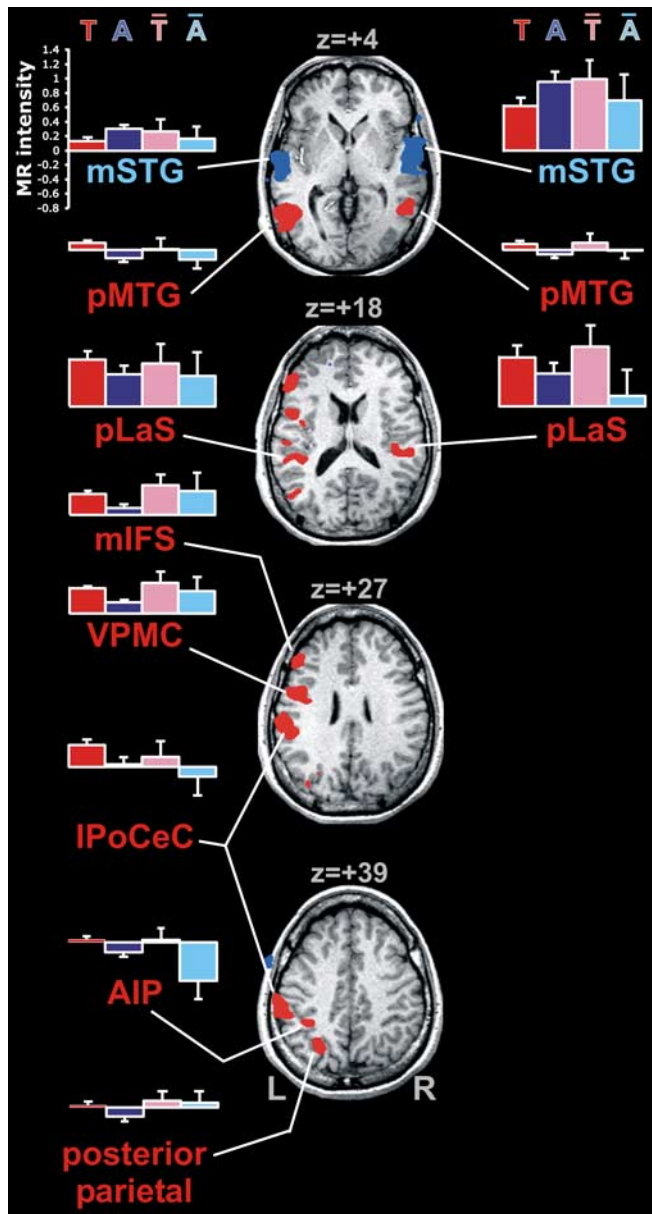 T A T̄ Ā
z=+4
T A T̄ Ā
MR intensity
1.4
1.2
1
0.8
0.6
0.4
0.2
0
-0.2
-0.4
-0.6
-0.8
mSTG
mSTG
pMTG
pMTG
z=+18
pLaS
pLaS
mIFS
z=+27
VPMC
IPoCeC
z=+39
AIP
L R
posterior
parietal